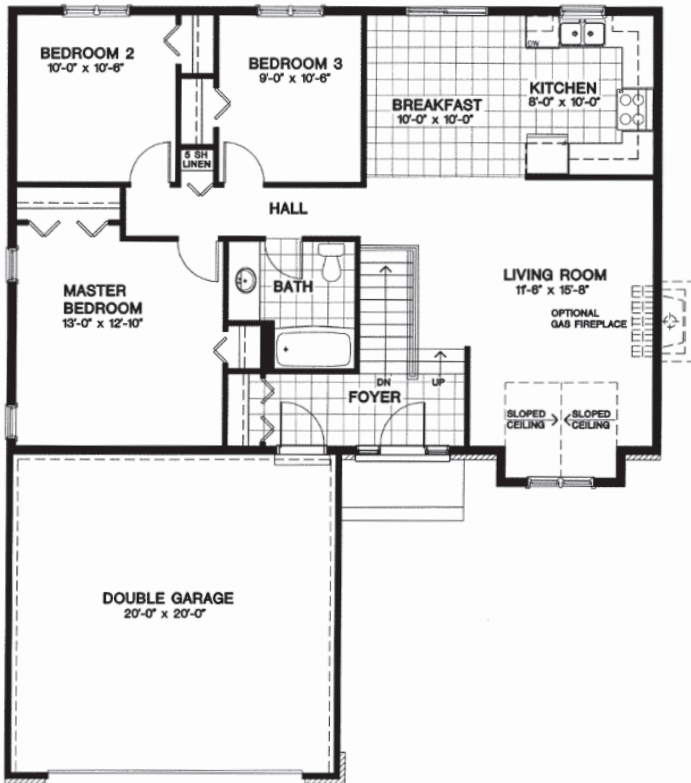 BEDROOM 2
10'-0" x 10'-6"
BEDROOM 3
9'-0" x 10'-6"
BREAKFAST
10'-0" x 10'-0"
DW
KITCHEN
8'-0" x 10'-0"
5 SH
LINEN
HALL
MASTER
BEDROOM
13'-0" x 12'-10"
BATH
LIVING ROOM
11'-6" x 15'-8"
OPTIONAL
GAS FIREPLACE
DN
UP
FOYER
SLOPED
CEILING
SLOPED
CEILING
DOUBLE GARAGE
20'-0" x 20'-0"